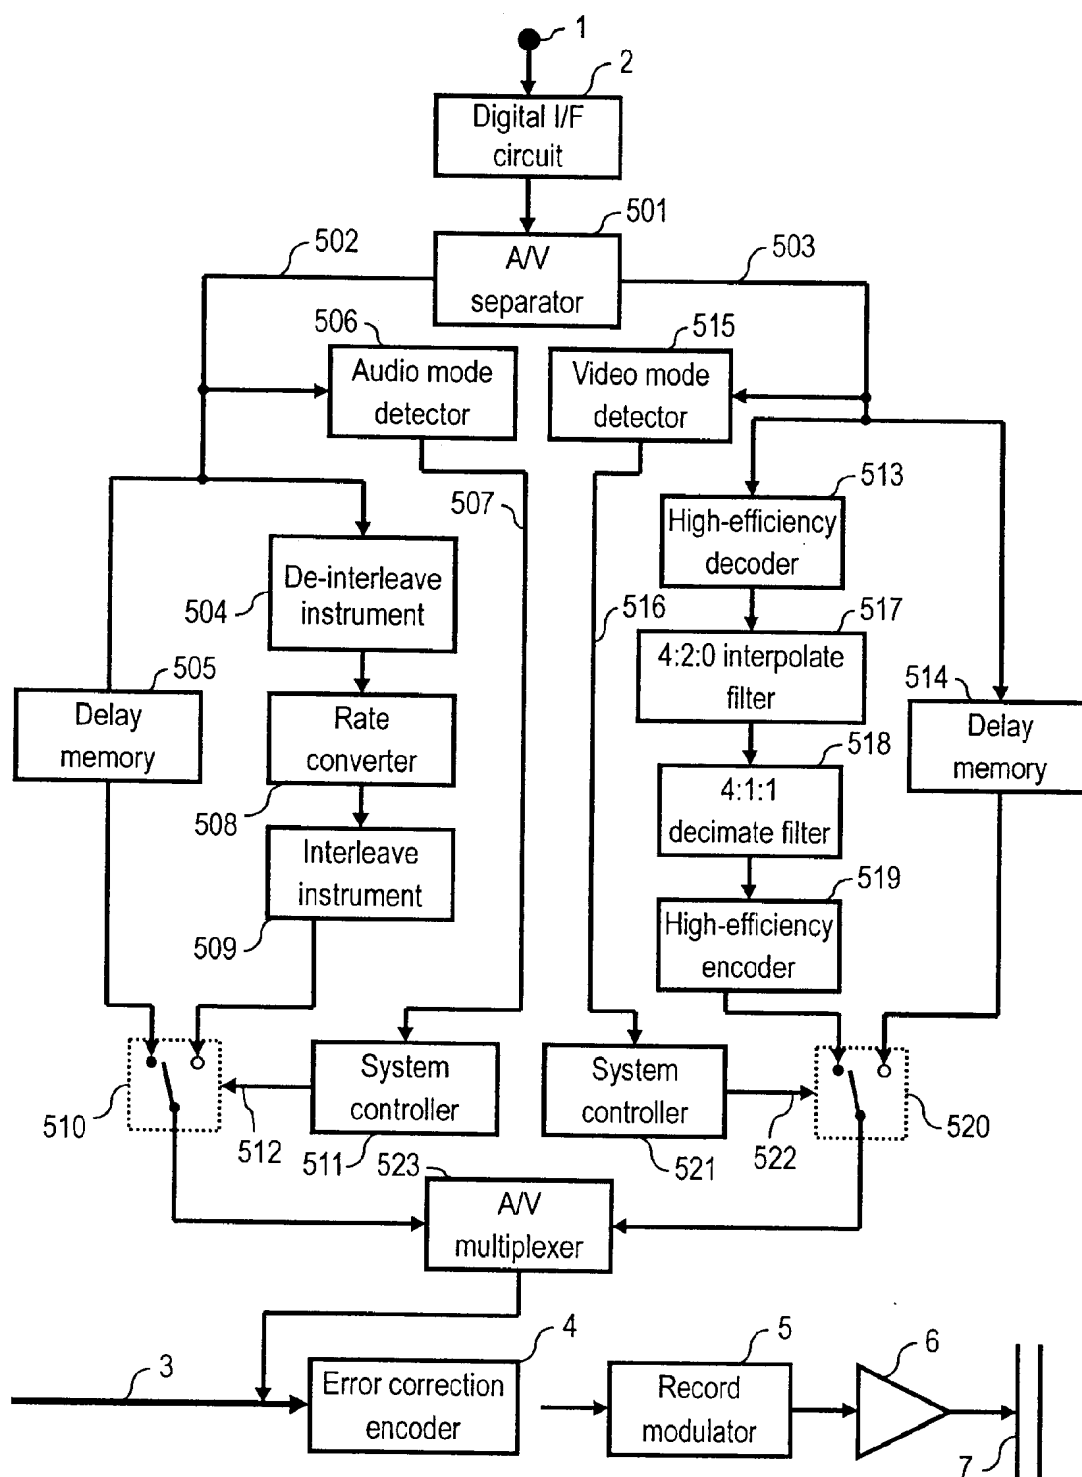 1
2
Digital I/F
circuit
501
502
503
A/V
separator
506
515
Audio mode
detector
Video mode
detector
513
507
High-efficiency
decoder
De-interleave
instrument
504
516
517
4:2:0 interpolate
filter
505
514
Delay
memory
Rate
converter
Delay
memory
518
508
4:1:1
decimate filter
Interleave
instrument
519
509
High-efficiency
encoder
System
controller
System
controller
510
512
511
523
521
522
520
A/V
multiplexer
3
4
5
6
Error correction
encoder
Record
modulator
7